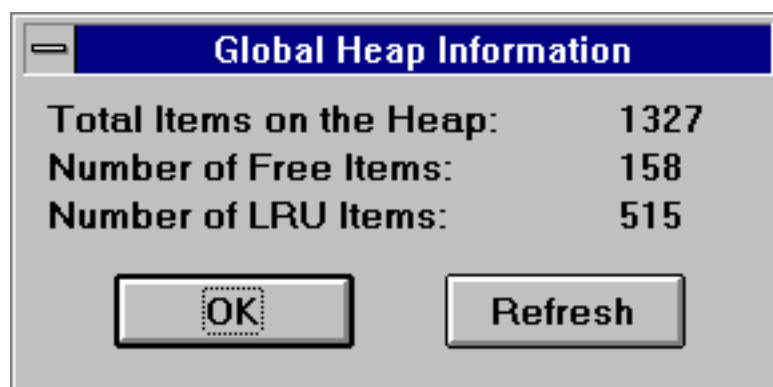 Global Heap Information
Total Items on the Heap: 1327
Number of Free Items: 158
Number of LRU Items: 515
OK Refresh